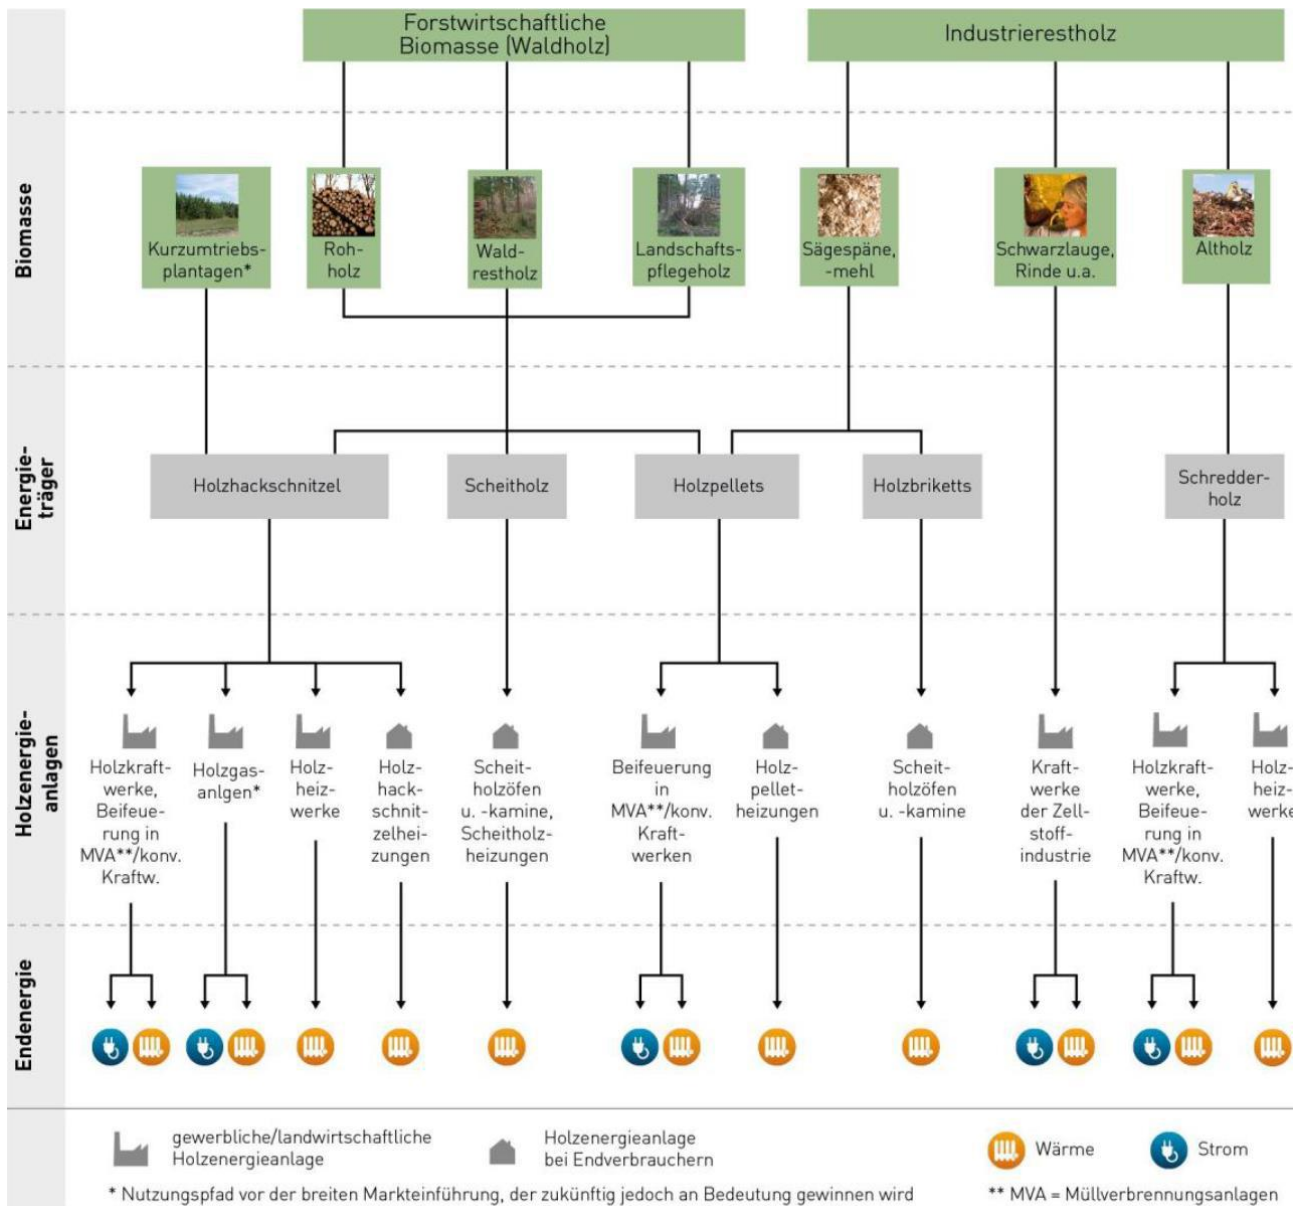 Forstwirtschaftliche
Biomasse (Waldholz)
Industrierestholz
Biomasse
Kurzumtriebs-
plantagen*
Roh-
holz
Wald-
restholz
Landschafts-
pflegeholz
Sägespäne,
-mehl
Schwarzlauge,
Rinde u.a.
Altholz
Energie-
träger
Holzhackschnitzel
Scheitholz
Holzpellets
Holzbriketts
Schredder-
holz
Holzenergie-
anlagen
Holzkraft-
werke,
Beifeue-
rung in
MVA**/konv.
Kraftw.
Holzgas-
anlgen*
Holz-
heiz-
werke
Holz-
hack-
schnit-
zelhei-
zungen
Scheit-
holzöfen
u. -kamine,
Scheitholz-
heizungen
Beifeuerung
in
MVA**/konv.
Kraft-
werken
Holz-
pellet-
heizungen
Scheit-
holzöfen
u. -kamine
Kraft-
werke
der Zell-
stoff-
industrie
Holzkraft-
werke,
Beifeue-
rung in
MVA**/konv.
Kraftw.
Holz-
heiz-
werke
Endenergie
gewerbliche/landwirtschaftliche
Holzenergieanlage
Holzenergieanlage
bei Endverbrauchern
Wärme
Strom
* Nutzungspfad vor der breiten Markteinführung, der zukünftig jedoch an Bedeutung gewinnen wird
** MVA = Müllverbrennungsanlagen